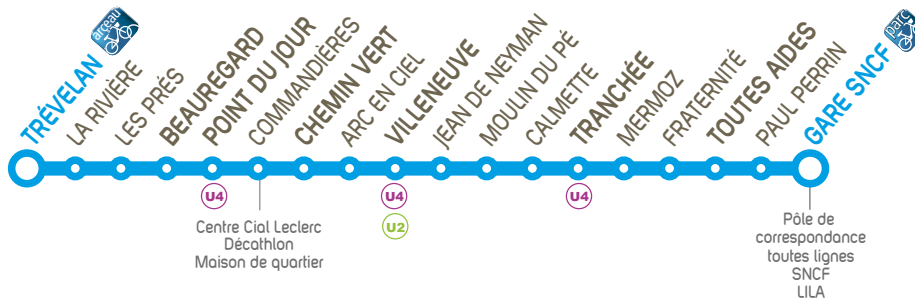 arceau
TRÉVELAN
LA RIVIÈRE
LES PRÉS
BEAUREGARD
POINT DU JOUR
COMMANDIÈRES
CHEMIN VERT
ARC EN CIEL
VILLENEUVE
JEAN DE NEYMAN
MOULIN DU PÉ
CALMETTE
TRANCHÉE
MERMOZ
FRATERNITÉ
TOUTES AIDES
PAUL PERRIN
GARE SNCF
parc
U4
U4
U4
U2
Centre Cial Leclerc
Décathlon
Maison de quartier
Pôle de
correspondance
toutes lignes
SNCF
LILA